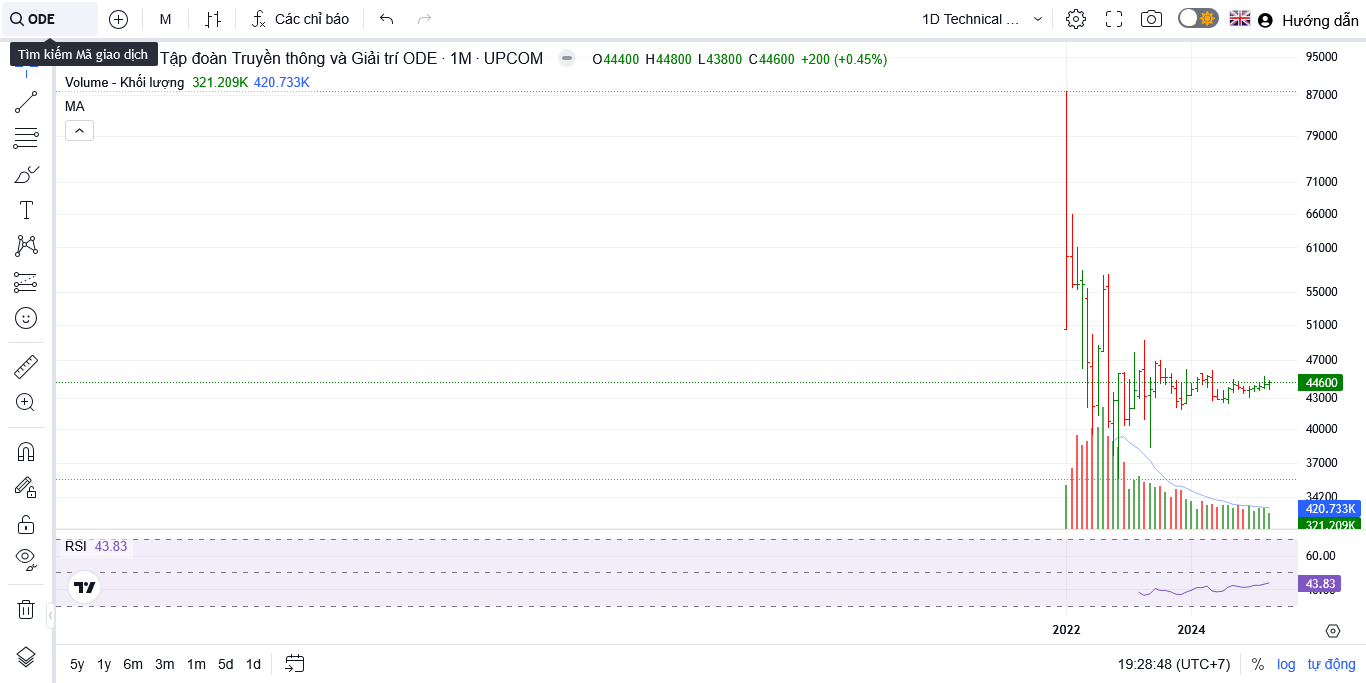 ODE
M
Các chỉ báo
1D Technical ...
Hướng dẫn
Tìm kiếm Mã giao dịch
Tập đoàn Truyền thông và Giải trí ODE · 1M · UPCOM
O44400 H44800 L43800 C44600 +200 (+0.45%)
Volume - Khối lượng 321.209K 420.733K
MA
95000
87000
79000
71000
66000
61000
55000
51000
47000
44600
43000
40000
37000
34200
420.733K
321.209K
RSI 43.83
60.00
43.83
2022
2024
5y 1y 6m 3m 1m 5d 1d
19:28:48 (UTC+7)
%
log
tự động